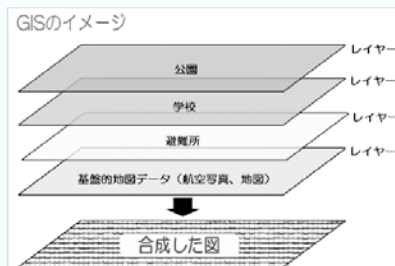 GISのイメージ
レイヤー
公園
レイヤー
学校
レイヤー
避難所
レイヤー
基盤的地図データ（航空写真、地図）
合成した図